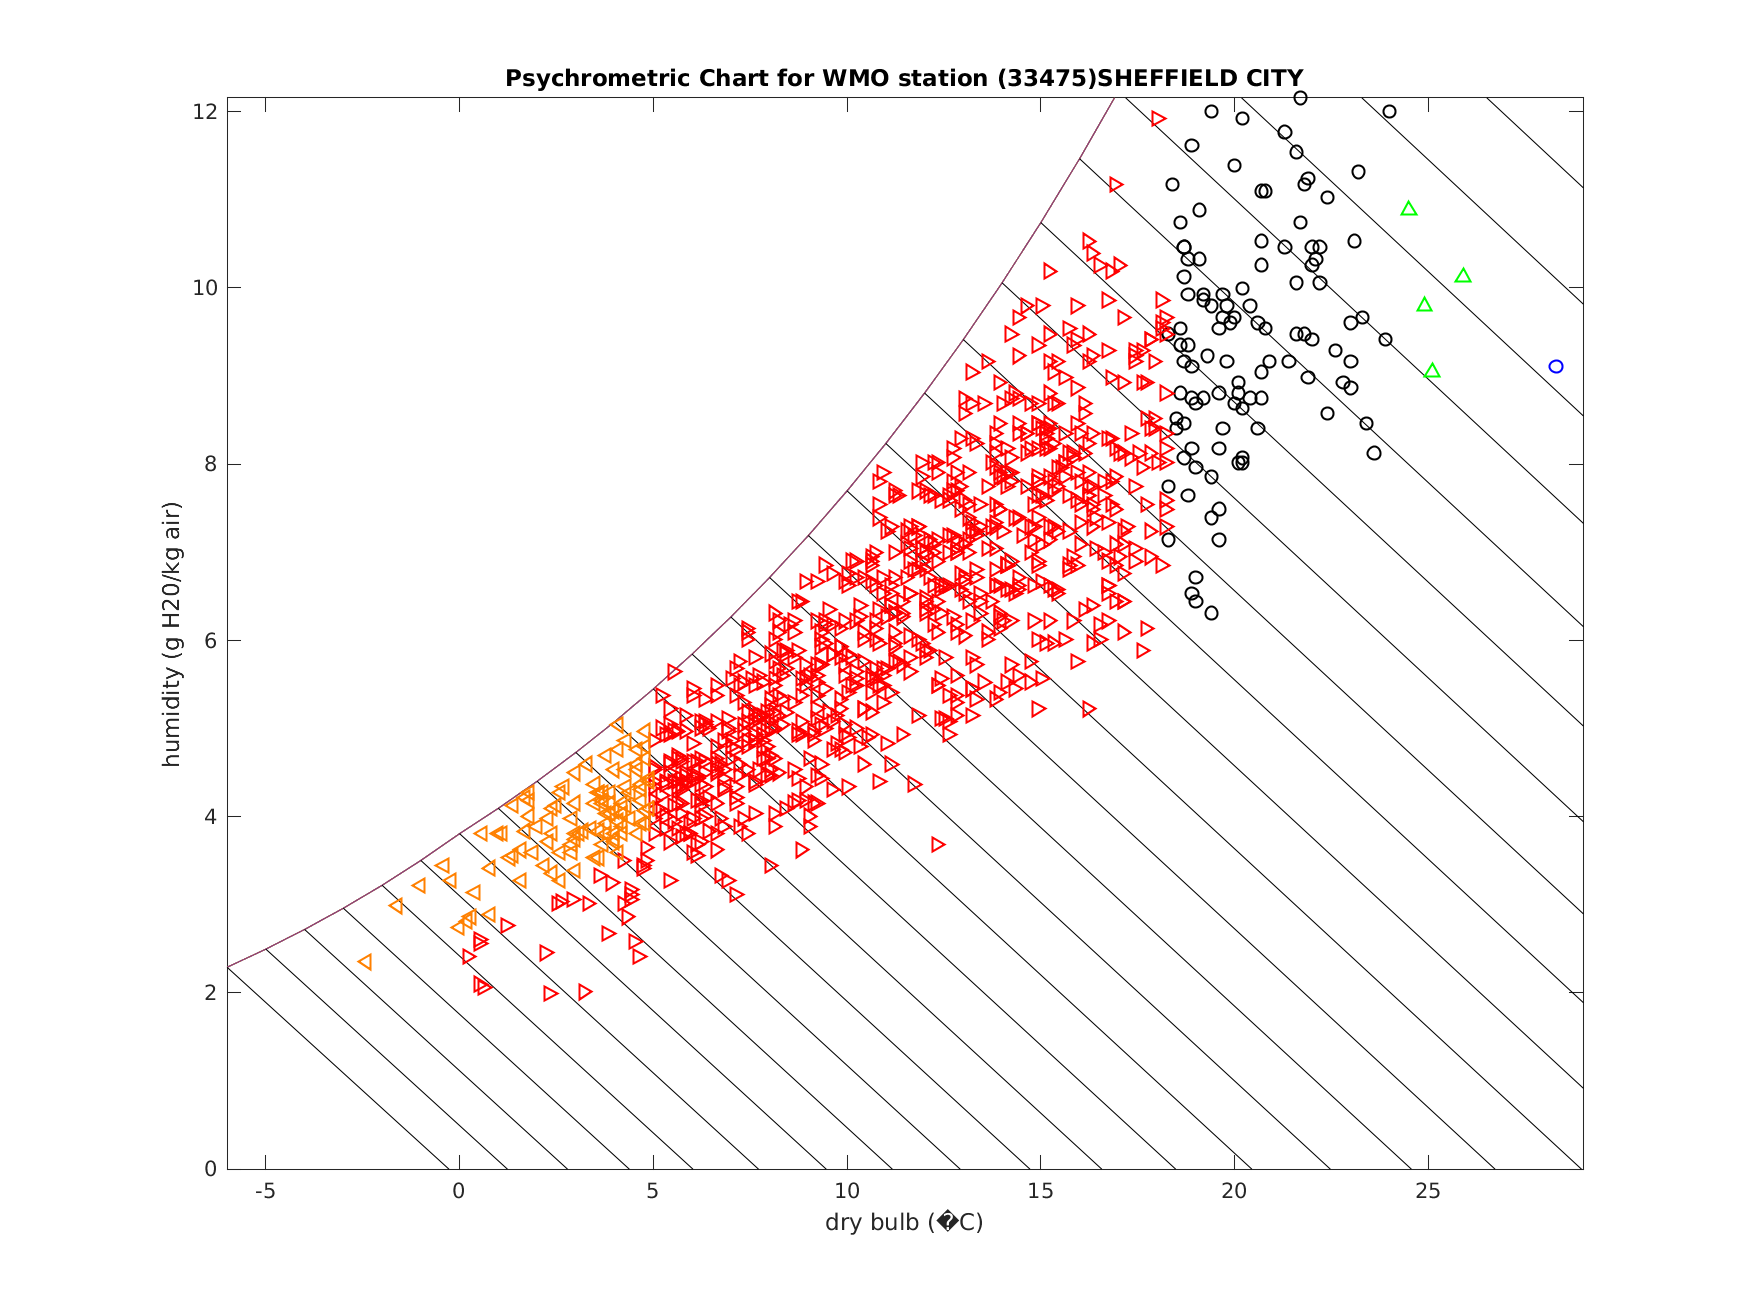 Psychrometric Chart for WMO station (33475)SHEFFIELD CITY
12
10
8
6
4
2
0
humidity (g H20/kg air)
-5 0 5 10 15 20 25
dry bulb (�C)